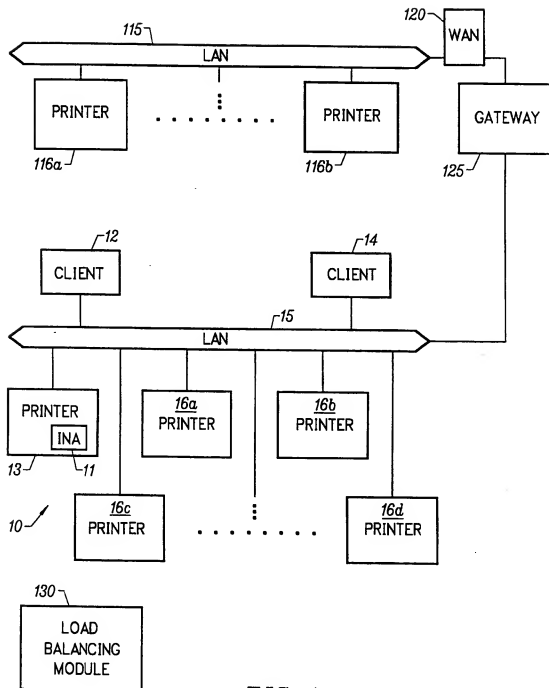 115
120
WAN
LAN
PRINTER
PRINTER
GATEWAY
116a
116b
125
12
14
CLIENT
CLIENT
15
LAN
PRINTER
INA
13
11
16a
PRINTER
16b
PRINTER
10
16c
PRINTER
16d
PRINTER
130
LOAD
BALANCING
MODULE